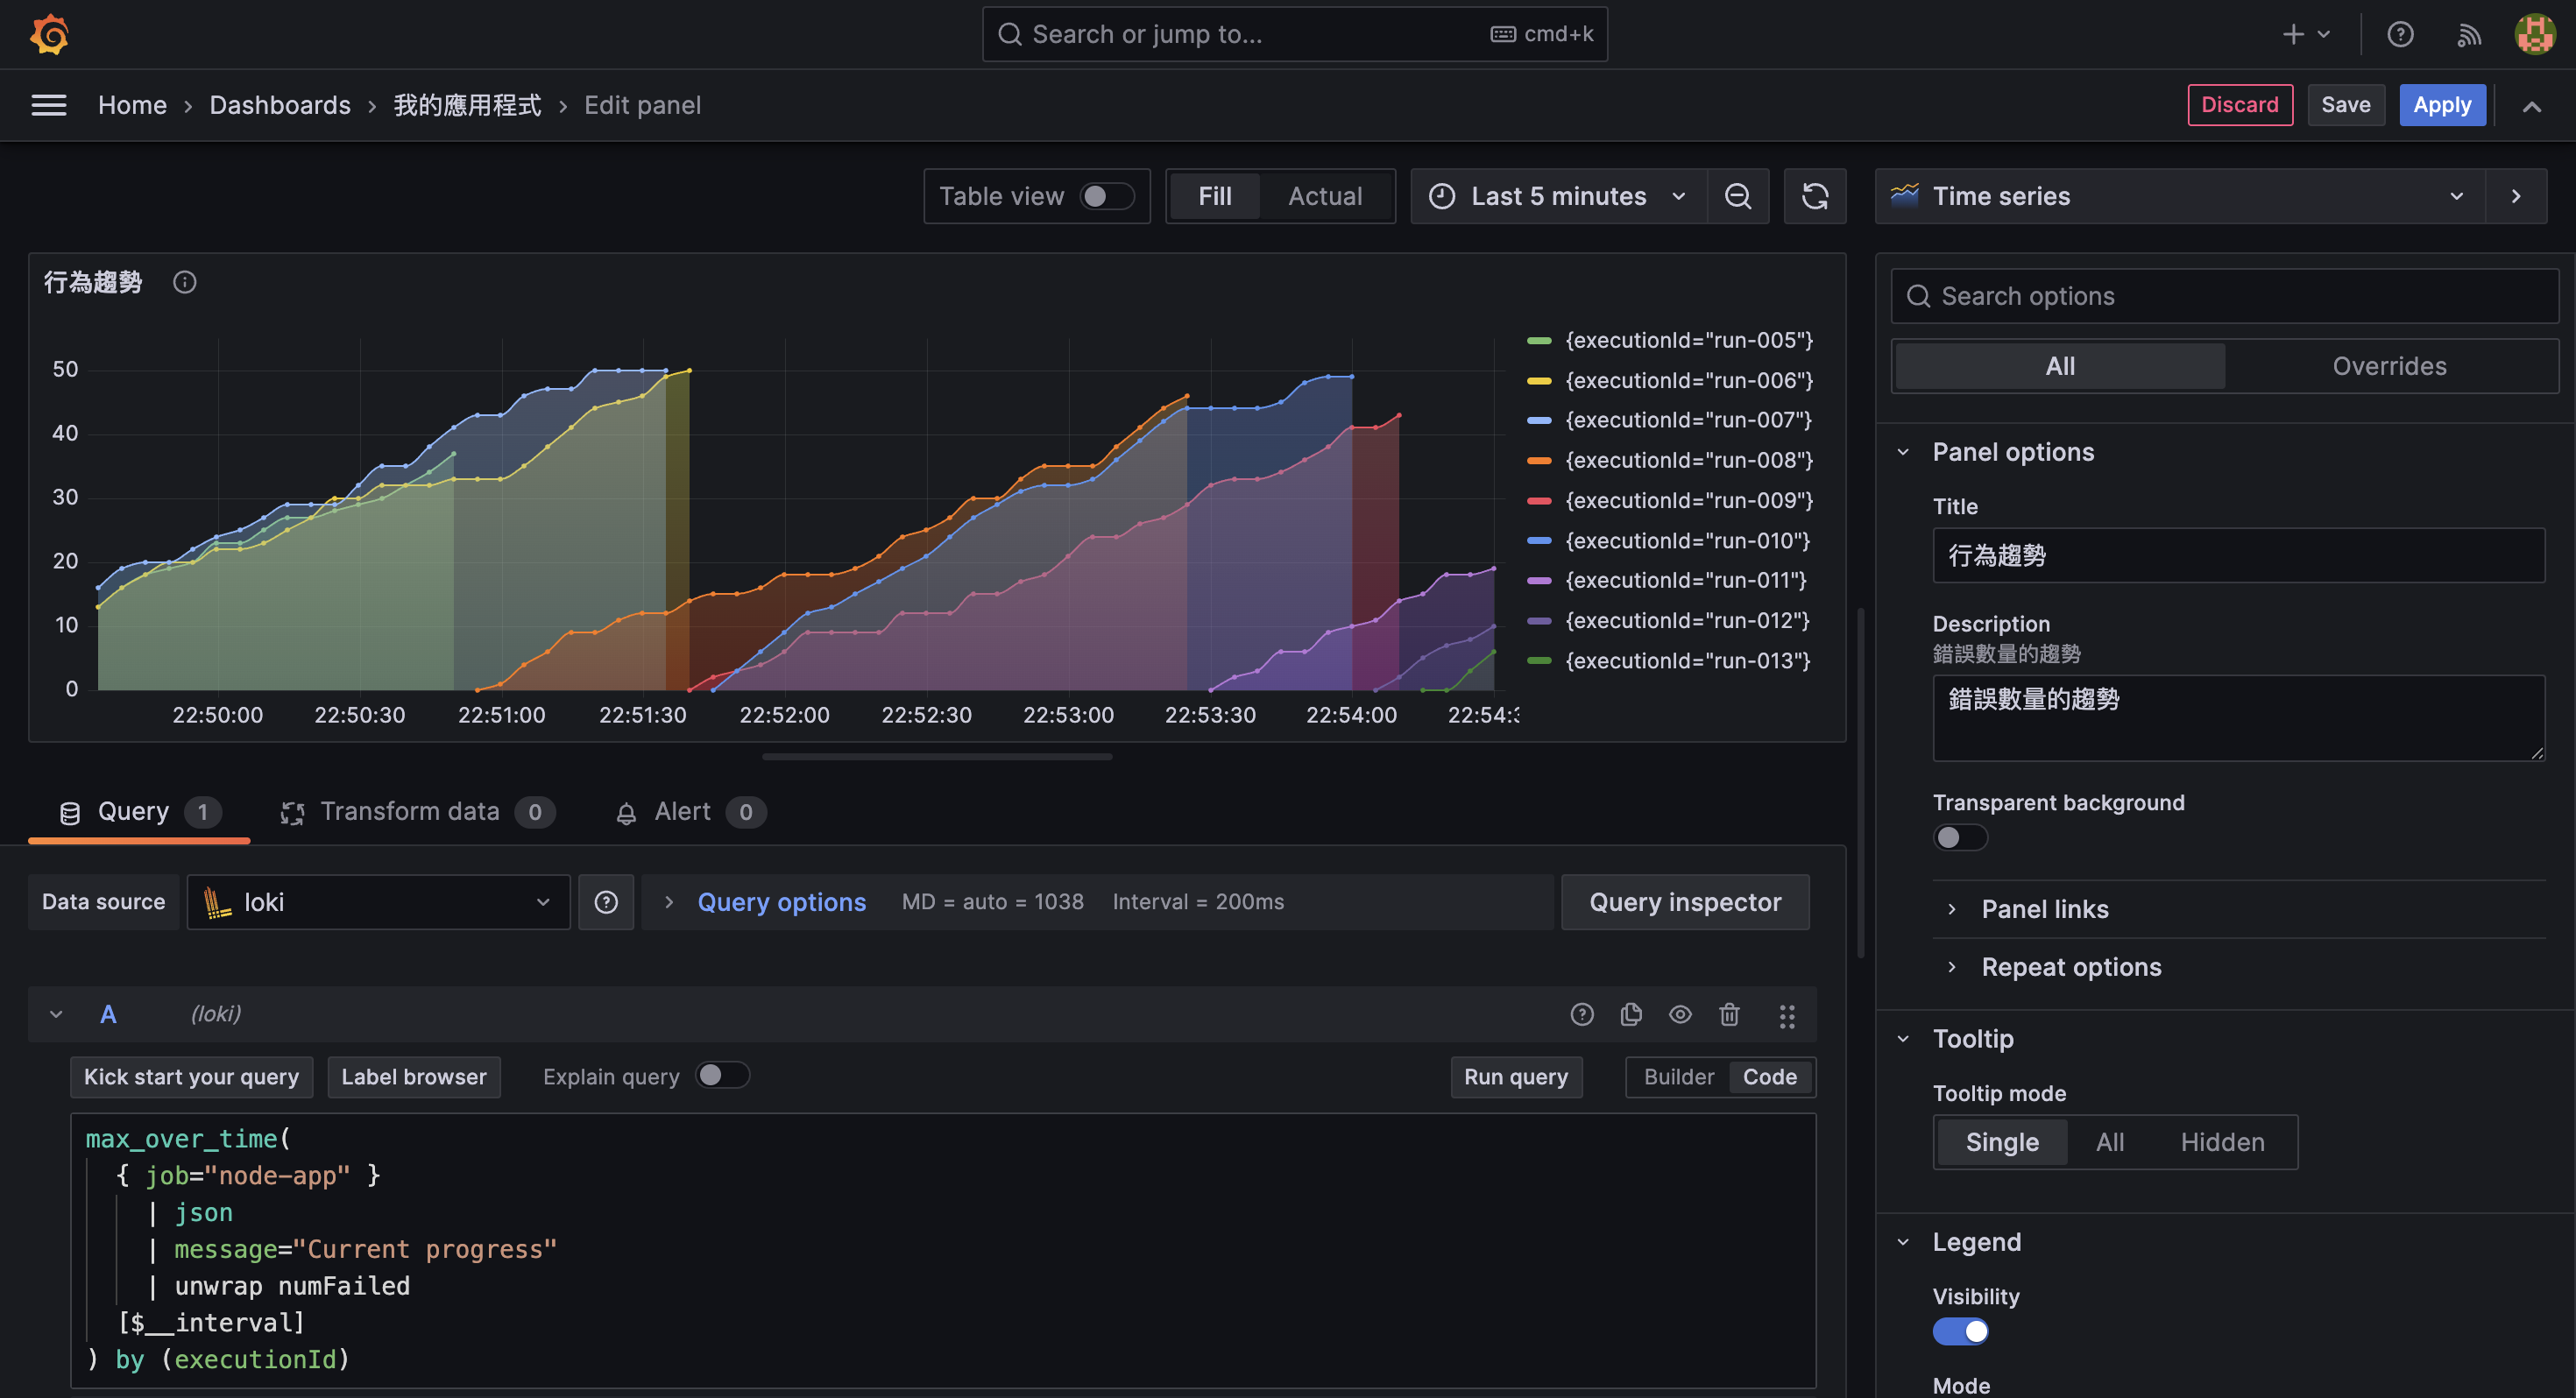 Search or jump to...
cmd+k
Home › Dashboards › 我的應用程式 › Edit panel
Discard
Save
Apply
Table view
Fill
Actual
Last 5 minutes
Time series
行為趨勢
50
40
30
20
10
0
22:50:00
22:50:30
22:51:00
22:51:30
22:52:00
22:52:30
22:53:00
22:53:30
22:54:00
22:54:3
{executionId="run-005"}
{executionId="run-006"}
{executionId="run-007"}
{executionId="run-008"}
{executionId="run-009"}
{executionId="run-010"}
{executionId="run-011"}
{executionId="run-012"}
{executionId="run-013"}
Query 1
Transform data 0
Alert 0
Data source
loki
Query options
MD = auto = 1038
Interval = 200ms
Query inspector
A
(loki)
Kick start your query
Label browser
Explain query
Run query
Builder
Code
max_over_time(
{ job="node-app" }
| json
| message="Current progress"
| unwrap numFailed
[$__interval]
) by (executionId)
Search options
All
Overrides
Panel options
Title
行為趨勢
Description
錯誤數量的趨勢
錯誤數量的趨勢
Transparent background
Panel links
Repeat options
Tooltip
Tooltip mode
Single
All
Hidden
Legend
Visibility
Mode